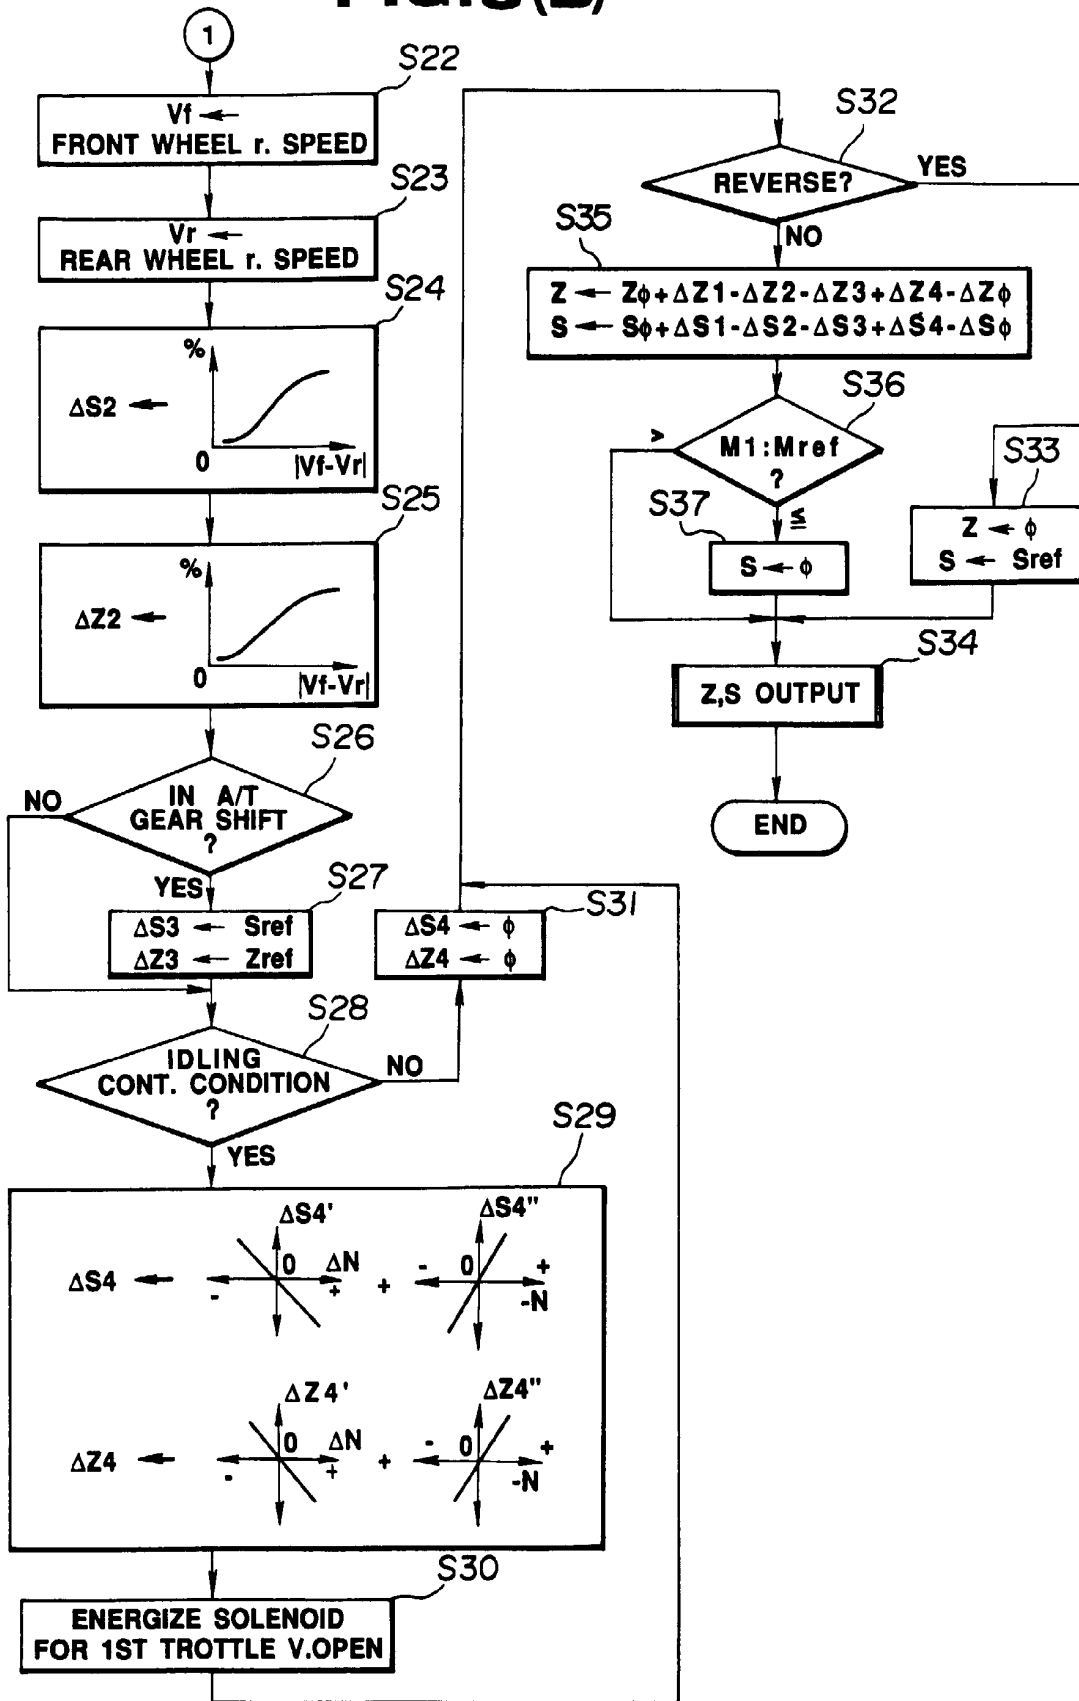 1
S22
Vf ←
FRONT WHEEL r. SPEED
S23
Vr ←
REAR WHEEL r. SPEED
S24
%
ΔS2 ←
0
|Vf-Vr|
S25
%
ΔZ2 ←
0
|Vf-Vr|
S26
IN A/T
GEAR SHIFT
?
NO
YES
S27
ΔS3 ← Sref
ΔZ3 ← Zref
S28
IDLING
CONT. CONDITION
?
NO
YES
S31
ΔS4 ← ϕ
ΔZ4 ← ϕ
S29
ΔS4' ΔS4"
0 ΔN - 0 +
ΔS4 ← +
- + -N
ΔZ4' ΔZ4"
0 ΔN - 0 +
ΔZ4 ← +
- + -N
S30
ENERGIZE SOLENOID
FOR 1ST TROTTLE V.OPEN
S32
REVERSE?
YES
NO
S35
Z ← Zϕ+ΔZ1-ΔZ2-ΔZ3+ΔZ4-ΔZϕ
S ← Sϕ+ΔS1-ΔS2-ΔS3+ΔS4-ΔSϕ
S36
M1:Mref
?
>
≦
S37
S ← ϕ
S33
Z ← ϕ
S ← Sref
S34
Z,S OUTPUT
END